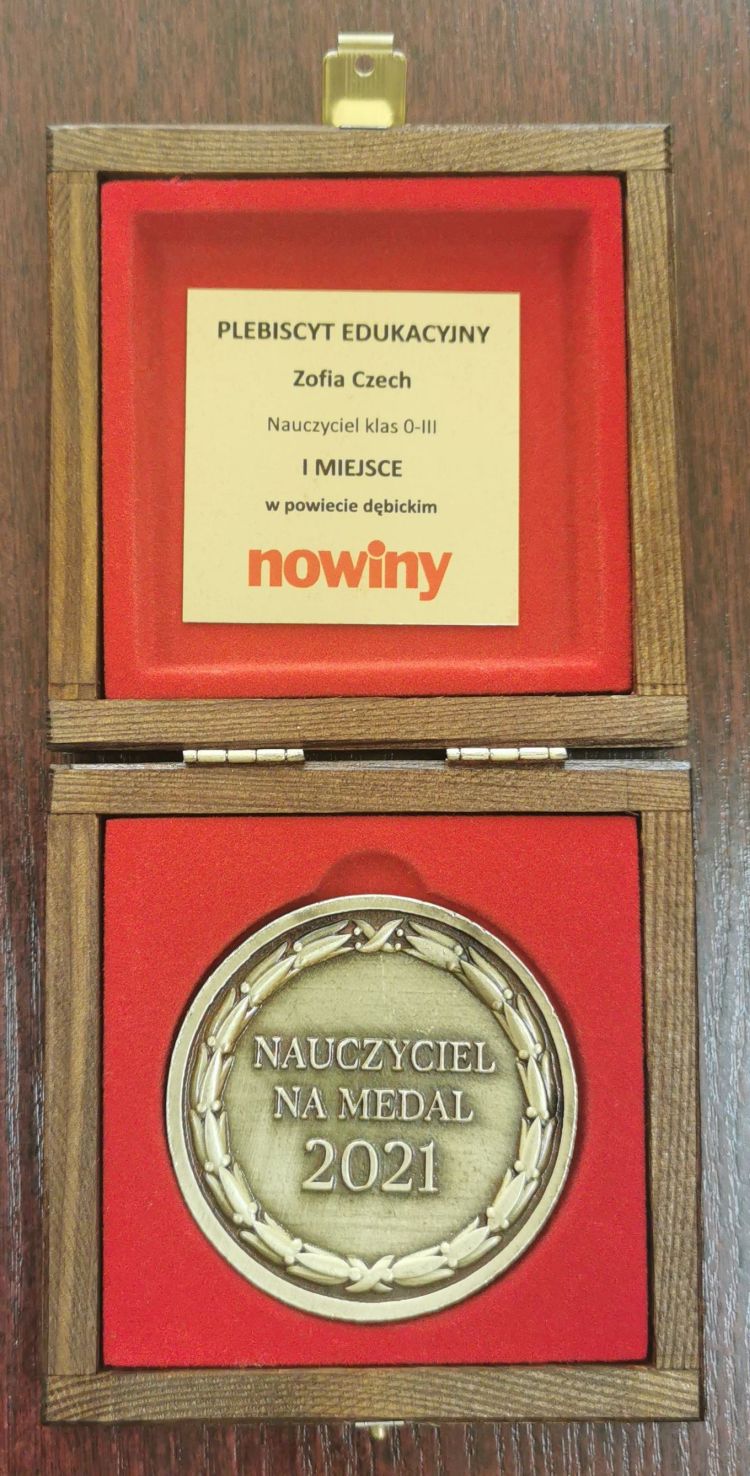 PLEBISCYT EDUKACYJNY
Zofia Czech
Nauczyciel klas 0-III
I MIEJSCE
w powiecie dębickim
nowiny
NAUCZYCIEL
NA MEDAL
2021